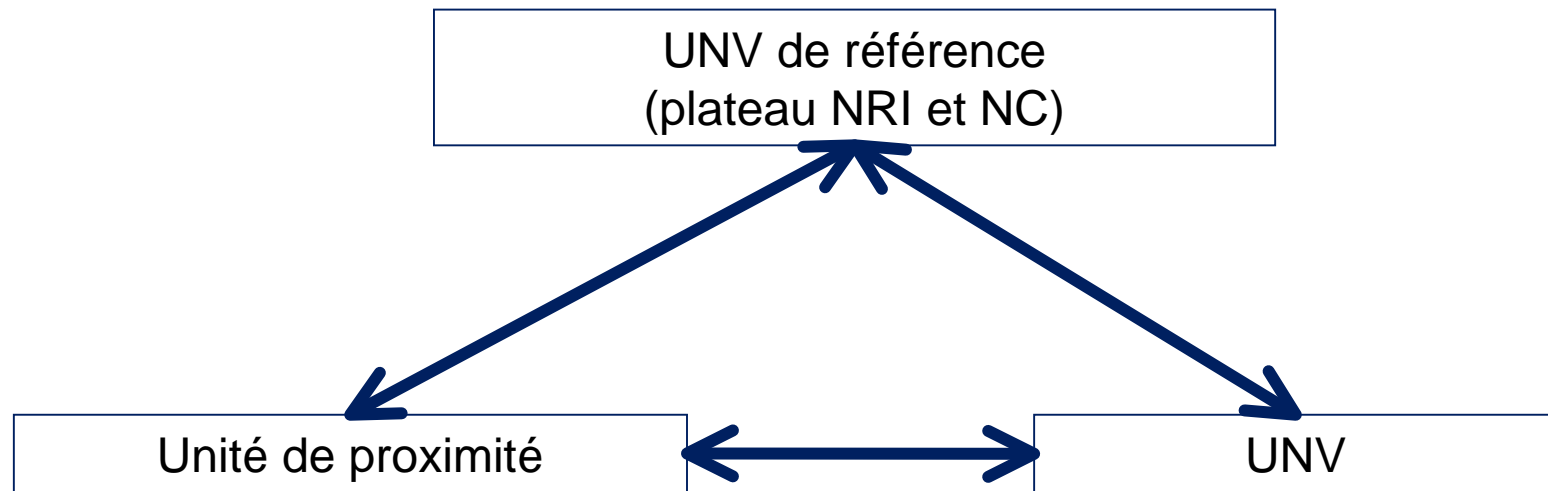 UNV de référence
(plateau NRI et NC)
Unité de proximité
UNV